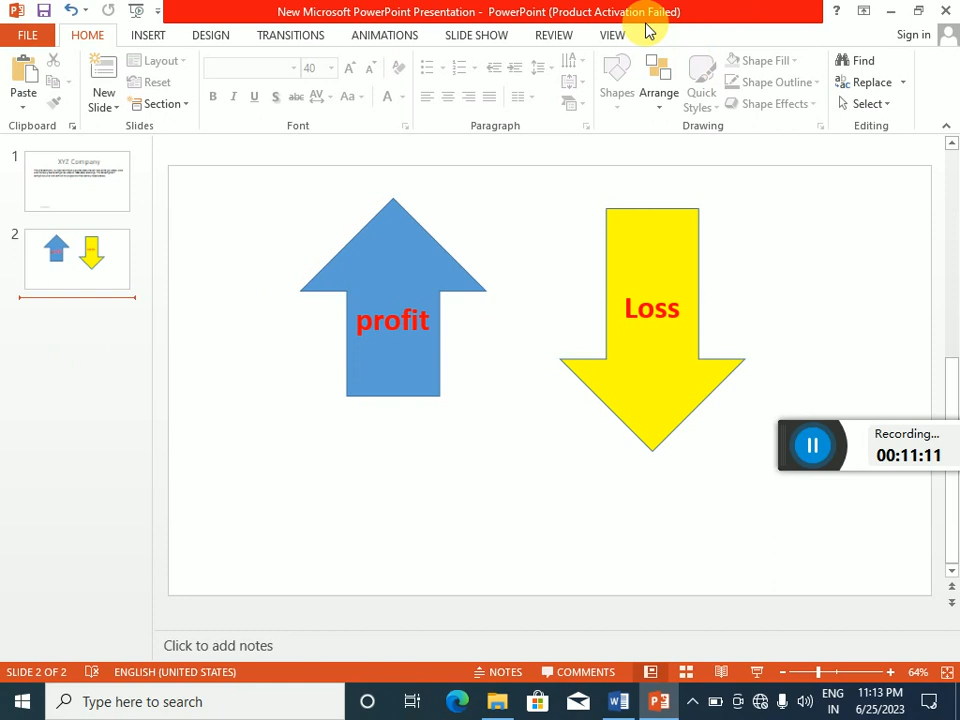 New Microsoft PowerPoint Presentation - PowerPoint (Product Activation Failed)
FILE HOME INSERT DESIGN TRANSITIONS ANIMATIONS SLIDE SHOW REVIEW VIEW Sign in
Paste
New Slide
Layout
Reset
Section
40
B I U S abc AV Aa A
Shapes Arrange Quick Styles
Shape Fill
Shape Outline
Shape Effects
Find
Replace
Select
Clipboard Slides Font Paragraph Drawing Editing
1
XYZ Company
2
profit
Loss
Recording...
00:11:11
Click to add notes
SLIDE 2 OF 2 ENGLISH (UNITED STATES) NOTES COMMENTS 64%
Type here to search
ENG
IN
11:13 PM
6/25/2023